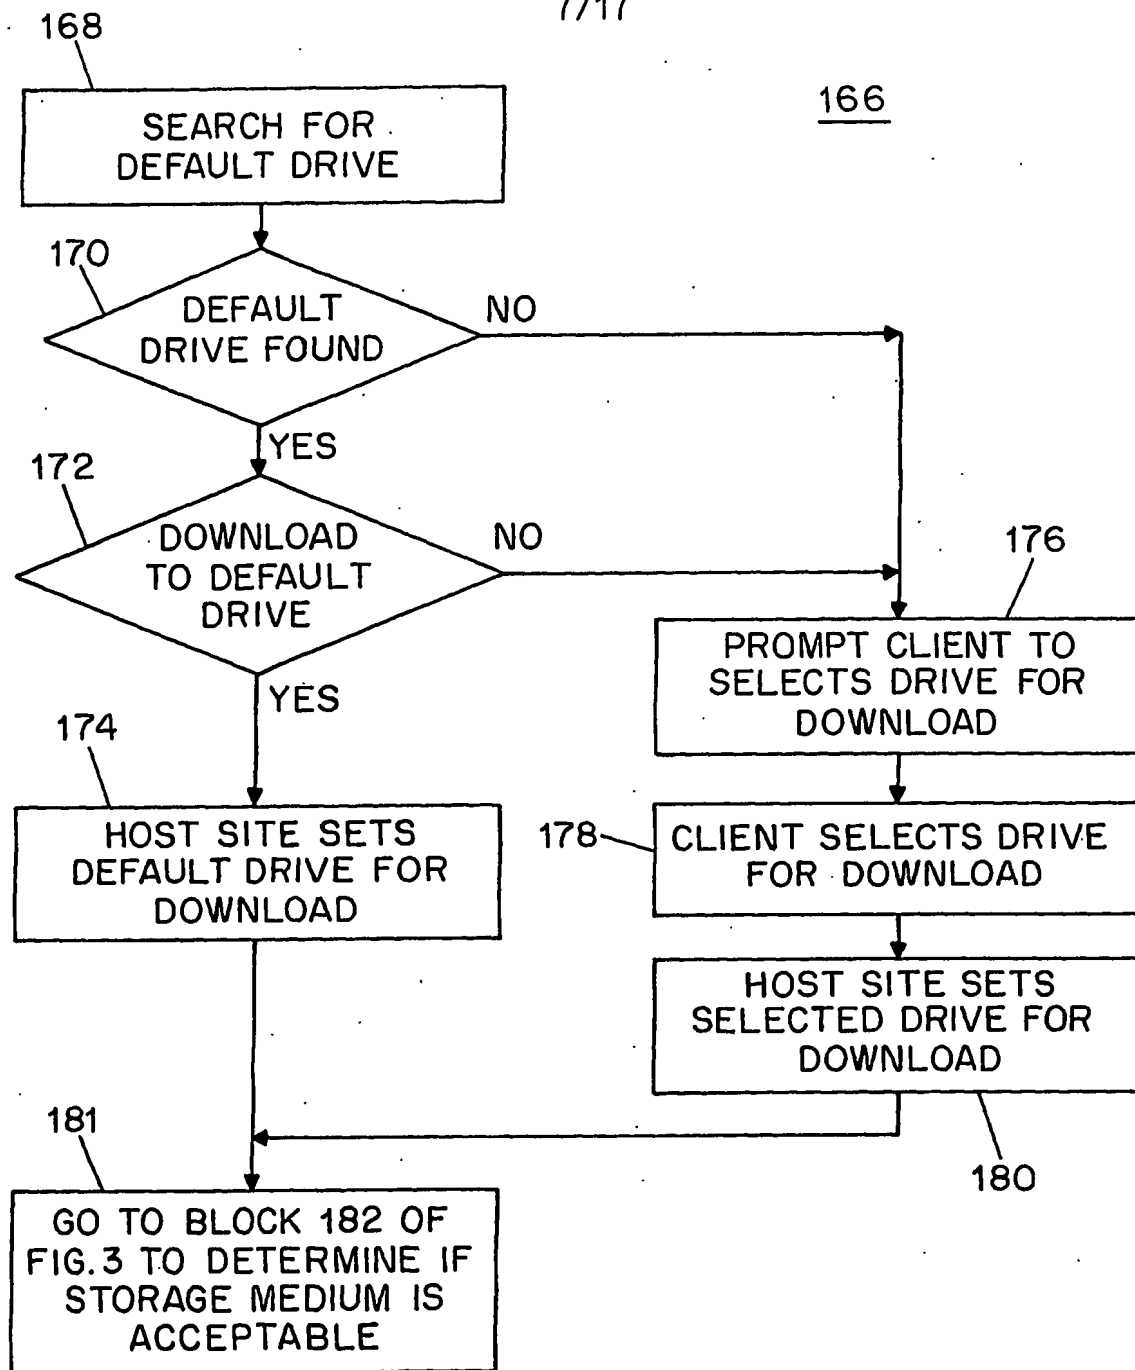 7/17
168
166
SEARCH FOR
DEFAULT DRIVE
170
DEFAULT
DRIVE FOUND
NO
YES
172
DOWNLOAD
TO DEFAULT
DRIVE
NO
YES
176
PROMPT CLIENT TO
SELECTS DRIVE FOR
DOWNLOAD
174
HOST SITE SETS
DEFAULT DRIVE FOR
DOWNLOAD
178
CLIENT SELECTS DRIVE
FOR DOWNLOAD
HOST SITE SETS
SELECTED DRIVE FOR
DOWNLOAD
180
181
GO TO BLOCK 182 OF
FIG. 3 TO DETERMINE IF
STORAGE MEDIUM IS
ACCEPTABLE